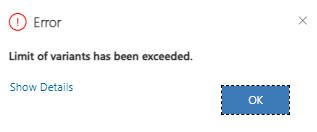 Error
Limit of variants has been exceeded.
Show Details
OK